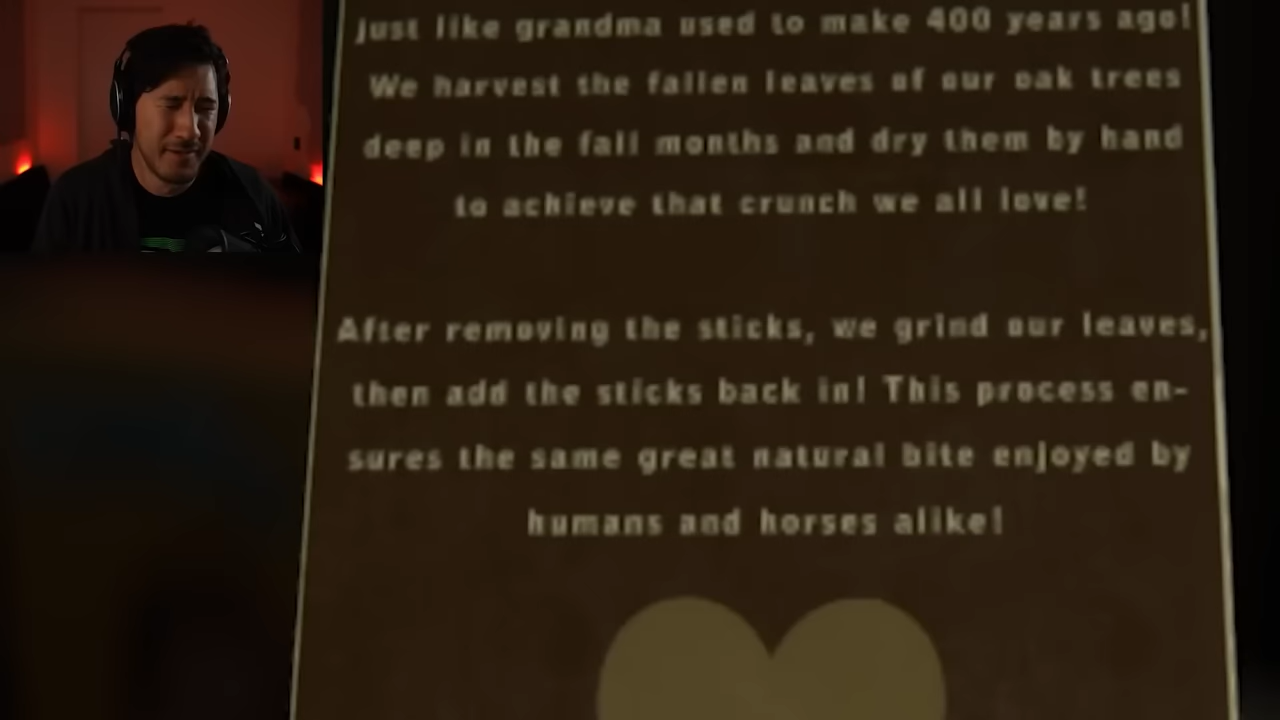 Just like grandma used to make 400 years ago!
We harvest the fallen leaves of our oak trees
deep in the fall months and dry them by hand
to achieve that crunch we all love!
After removing the sticks, we grind our leaves,
then add the sticks back in! This process en-
sures the same great natural bite enjoyed by
humans and horses alike!